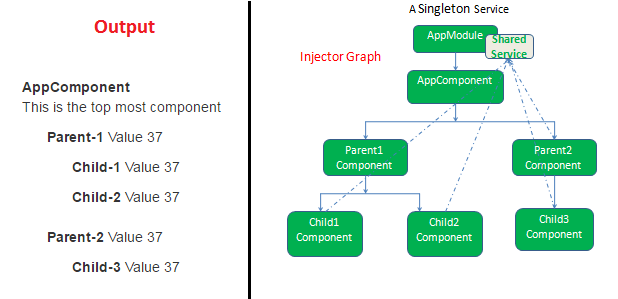 Output
AppComponent
This is the top most component
Parent-1 Value 37
Child-1 Value 37
Child-2 Value 37
Parent-2 Value 37
Child-3 Value 37
A Singleton Service
Injector Graph
AppModule
Shared
Service
AppComponent
Parent1
Component
Parent2
Component
Child1
Component
Child2
Component
Child3
Component